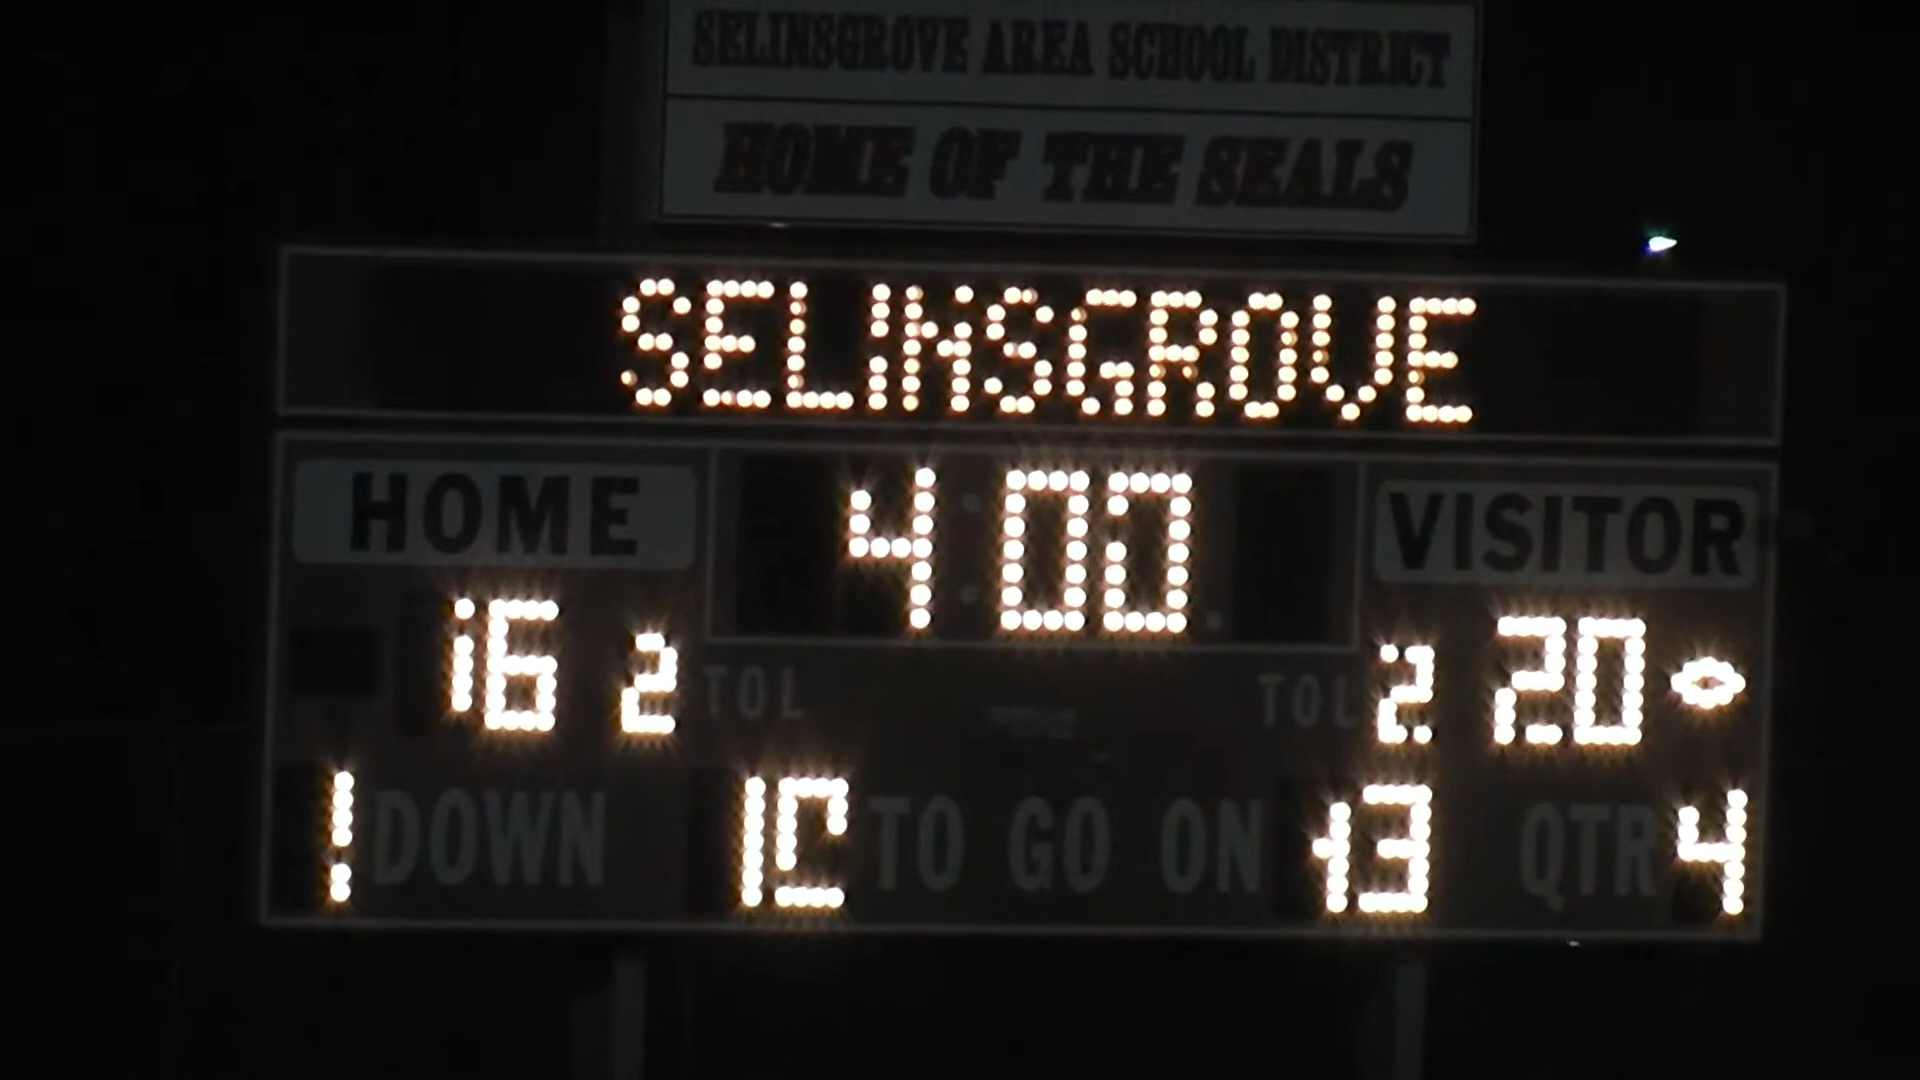 SELINSGROVE AREA SCHOOL DISTRICT
HOME OF THE SEALS
SELINSGROVE
HOME 4:00 VISITOR
16 2 TOL TOL 2 20
1 DOWN 10 TO GO ON 43 QTR 4